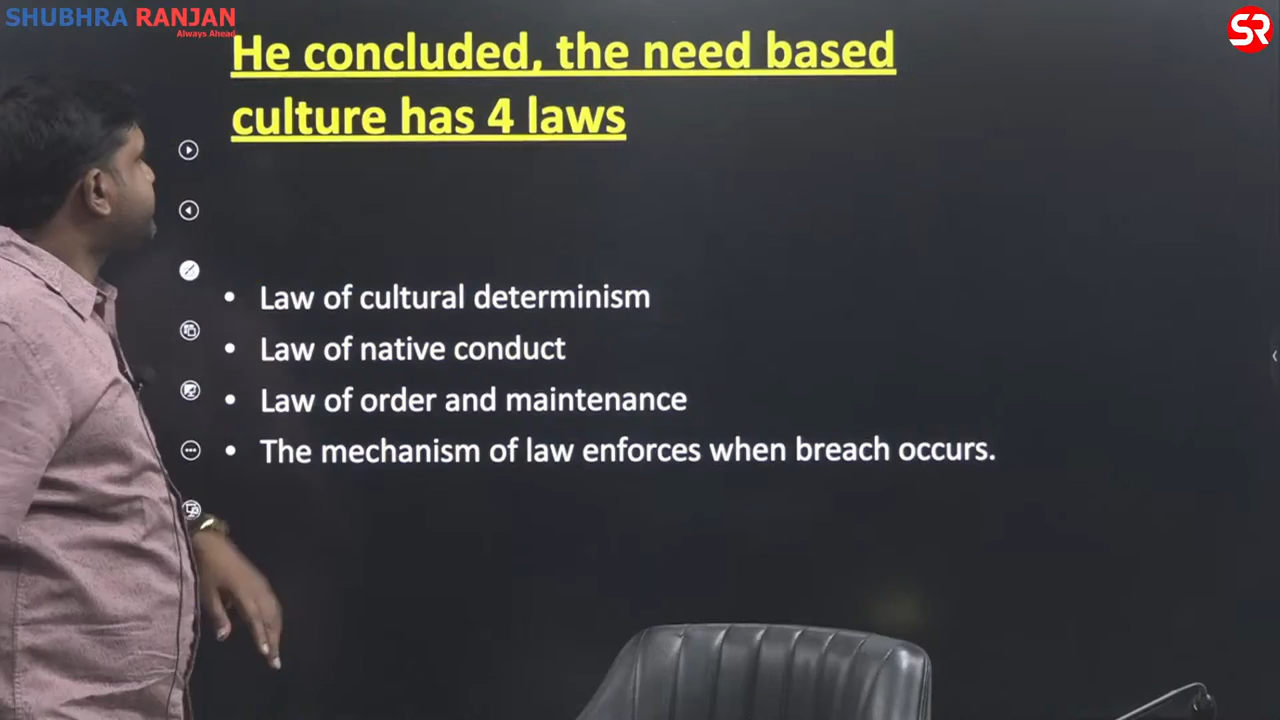 SHUBHRA RANJAN
Always Ahead
SR
He concluded, the need based
culture has 4 laws
• Law of cultural determinism
• Law of native conduct
• Law of order and maintenance
• The mechanism of law enforces when breach occurs.